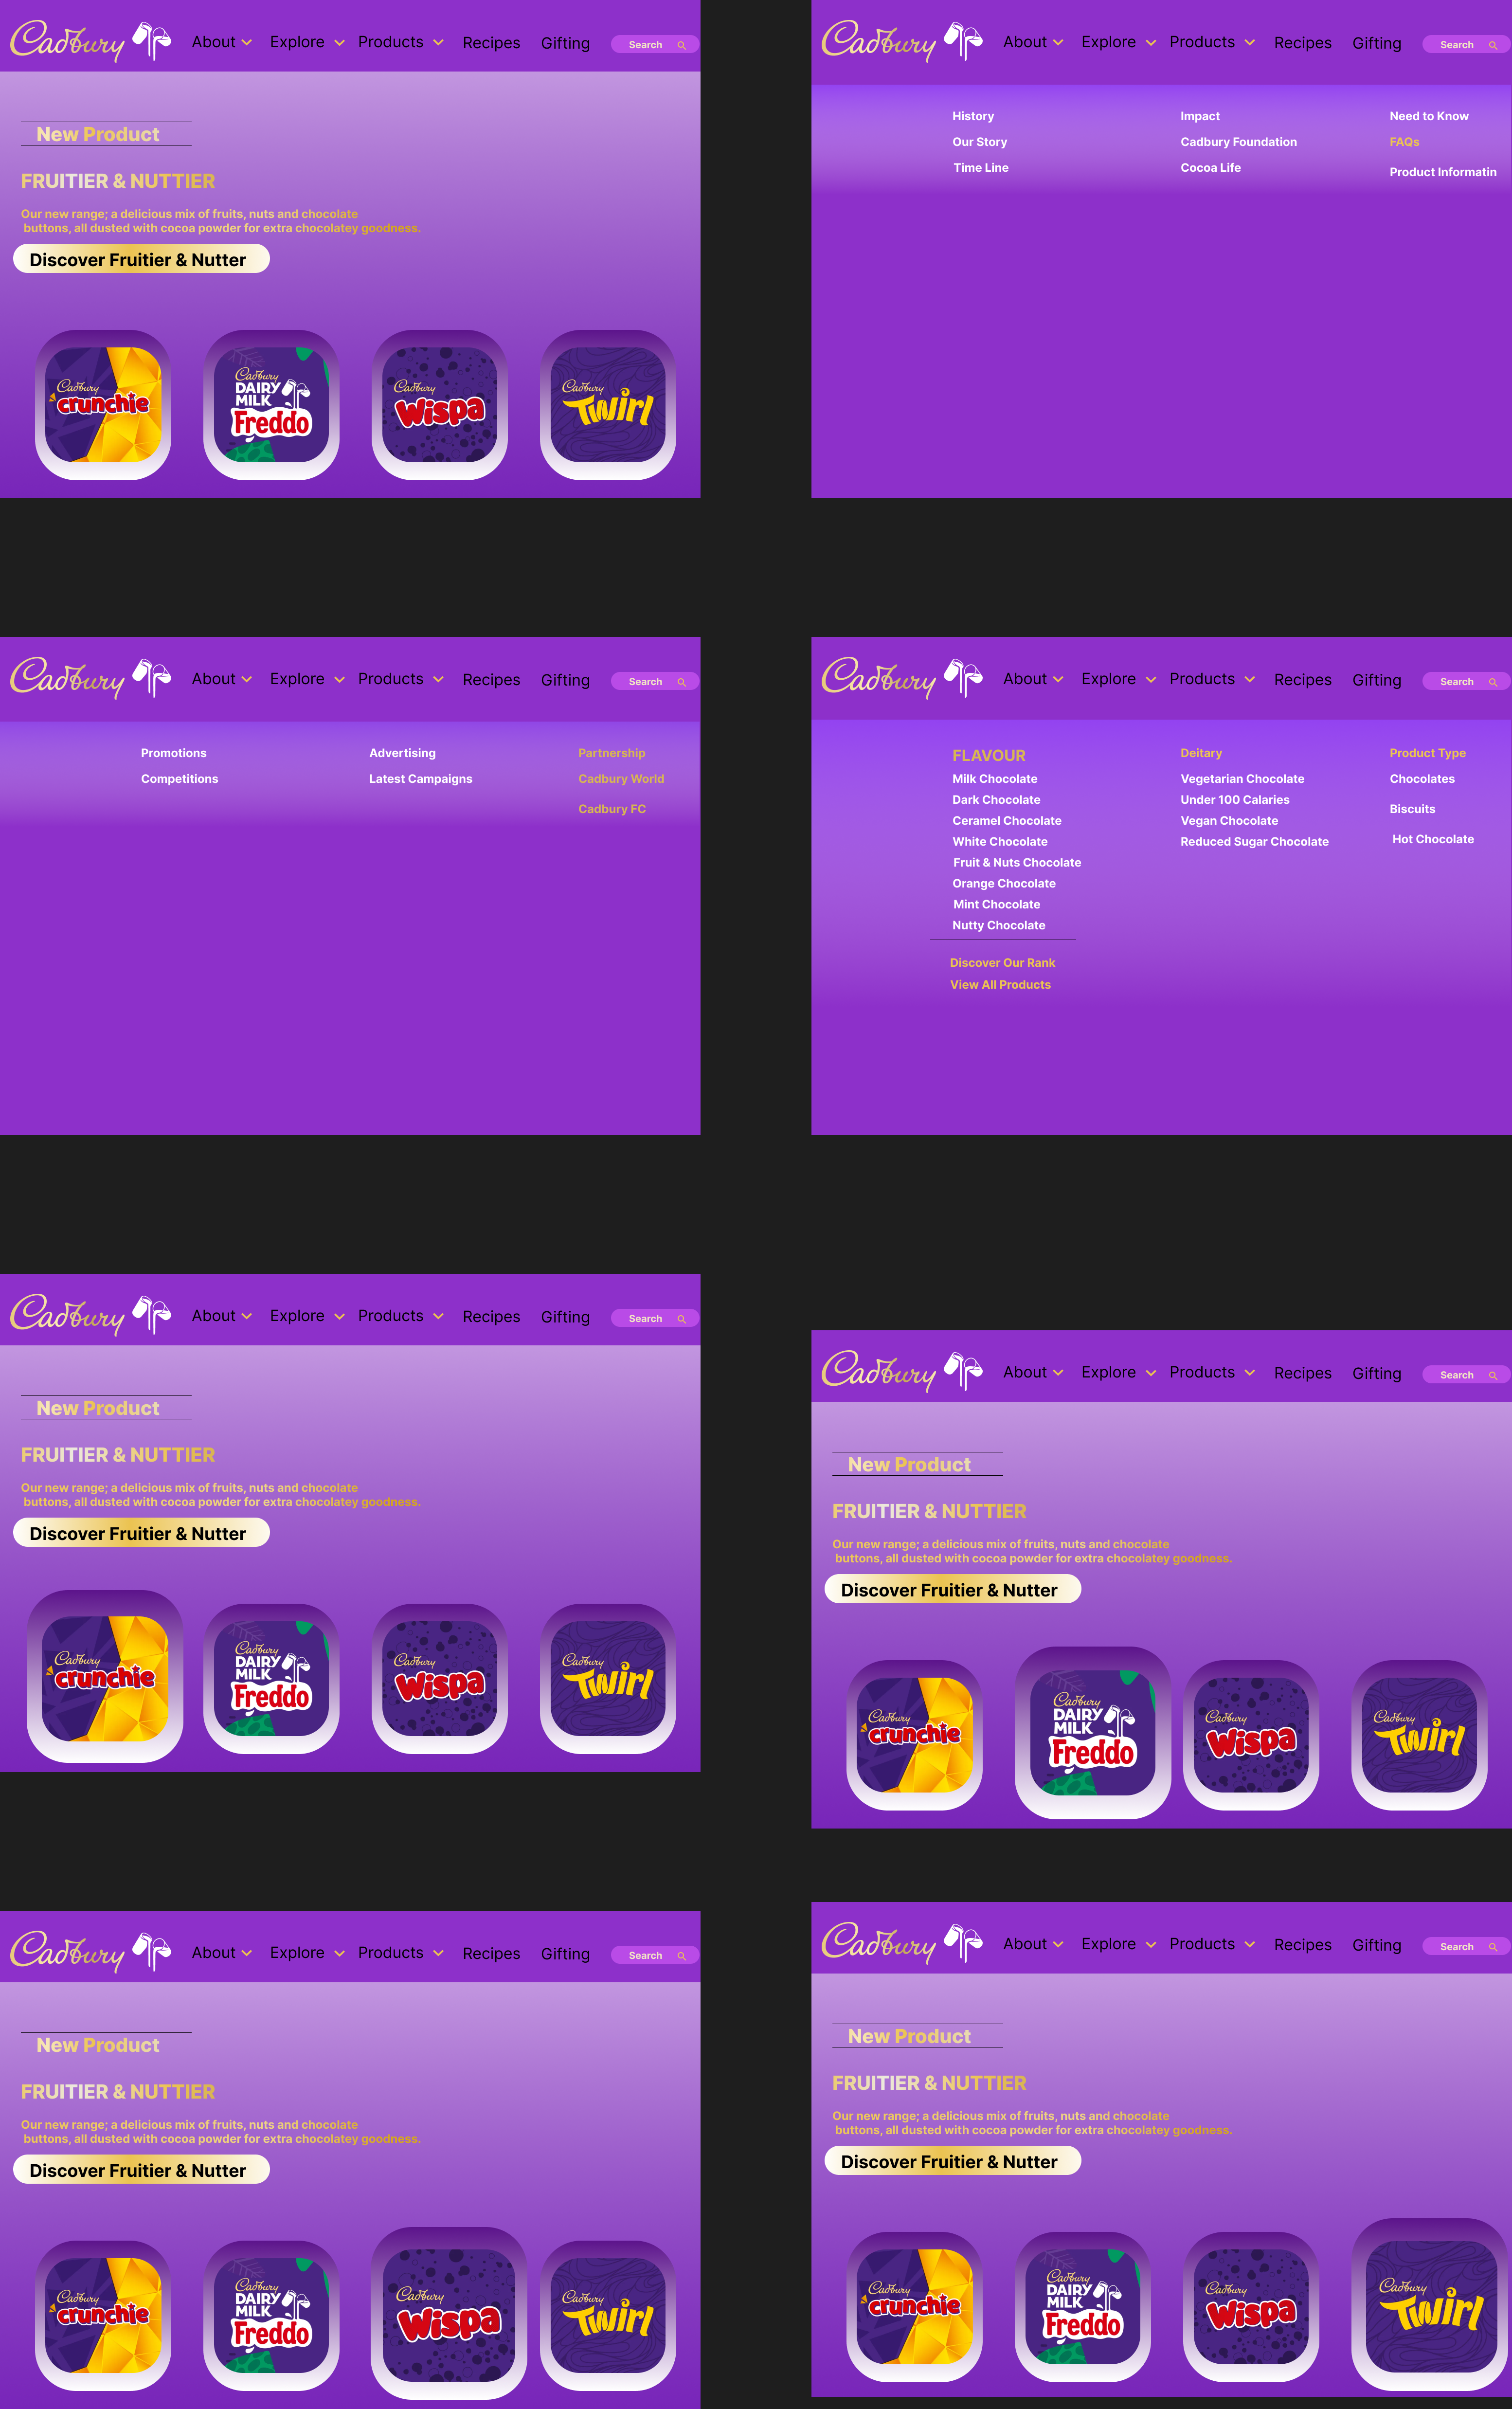 Cadbury About Explore Products Recipes Gifting Search
New Product
FRUITIER & NUTTIER
Our new range; a delicious mix of fruits, nuts and chocolate
buttons, all dusted with cocoa powder for extra chocolatey goodness.
Discover Fruitier & Nutter
Cadbury crunchie
Cadbury DAIRY MILK Freddo
Cadbury Wispa
Cadbury Twirl
Cadbury About Explore Products Recipes Gifting Search
History Impact Need to Know
Our Story Cadbury Foundation FAQs
Time Line Cocoa Life Product Informatin
Cadbury About Explore Products Recipes Gifting Search
Promotions Advertising Partnership
Competitions Latest Campaigns Cadbury World
Cadbury FC
Cadbury About Explore Products Recipes Gifting Search
FLAVOUR Deitary Product Type
Milk Chocolate Vegetarian Chocolate Chocolates
Dark Chocolate Under 100 Calaries Biscuits
Ceramel Chocolate Vegan Chocolate
White Chocolate Reduced Sugar Chocolate Hot Chocolate
Fruit & Nuts Chocolate
Orange Chocolate
Mint Chocolate
Nutty Chocolate
Discover Our Rank
View All Products
Cadbury About Explore Products Recipes Gifting Search
New Product
FRUITIER & NUTTIER
Our new range; a delicious mix of fruits, nuts and chocolate
buttons, all dusted with cocoa powder for extra chocolatey goodness.
Discover Fruitier & Nutter
Cadbury crunchie
Cadbury DAIRY MILK Freddo
Cadbury Wispa
Cadbury Twirl
Cadbury About Explore Products Recipes Gifting Search
New Product
FRUITIER & NUTTIER
Our new range; a delicious mix of fruits, nuts and chocolate
buttons, all dusted with cocoa powder for extra chocolatey goodness.
Discover Fruitier & Nutter
Cadbury crunchie
Cadbury DAIRY MILK Freddo
Cadbury Wispa
Cadbury Twirl
Cadbury About Explore Products Recipes Gifting Search
New Product
FRUITIER & NUTTIER
Our new range; a delicious mix of fruits, nuts and chocolate
buttons, all dusted with cocoa powder for extra chocolatey goodness.
Discover Fruitier & Nutter
Cadbury crunchie
Cadbury DAIRY MILK Freddo
Cadbury Wispa
Cadbury Twirl
Cadbury About Explore Products Recipes Gifting Search
New Product
FRUITIER & NUTTIER
Our new range; a delicious mix of fruits, nuts and chocolate
buttons, all dusted with cocoa powder for extra chocolatey goodness.
Discover Fruitier & Nutter
Cadbury crunchie
Cadbury DAIRY MILK Freddo
Cadbury Wispa
Cadbury Twirl